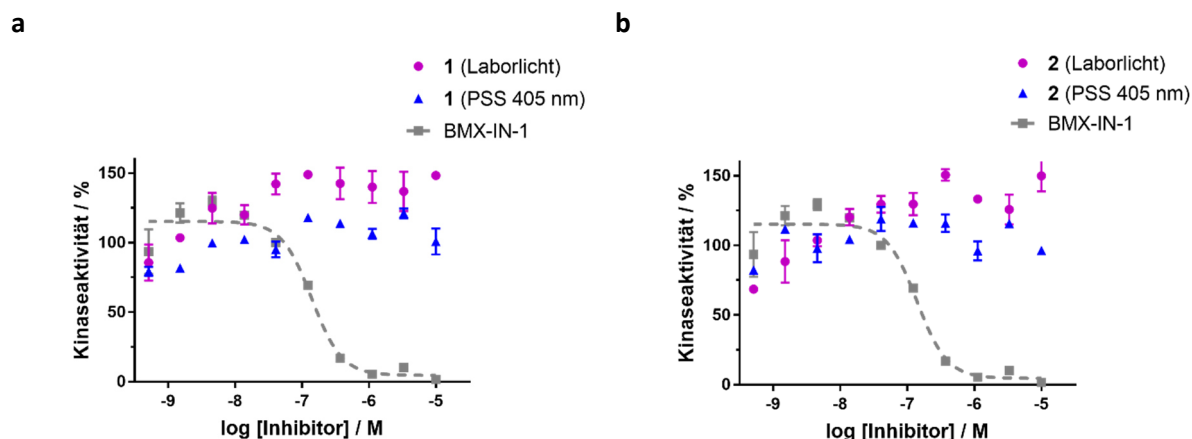 a
1 (Laborlicht)
1 (PSS 405 nm)
BMX-IN-1
Kinaseaktivität / %
150
100
50
0
-9
-8
-7
-6
-5
log [Inhibitor] / M
b
2 (Laborlicht)
2 (PSS 405 nm)
BMX-IN-1
Kinaseaktivität / %
150
100
50
0
-9
-8
-7
-6
-5
log [Inhibitor] / M